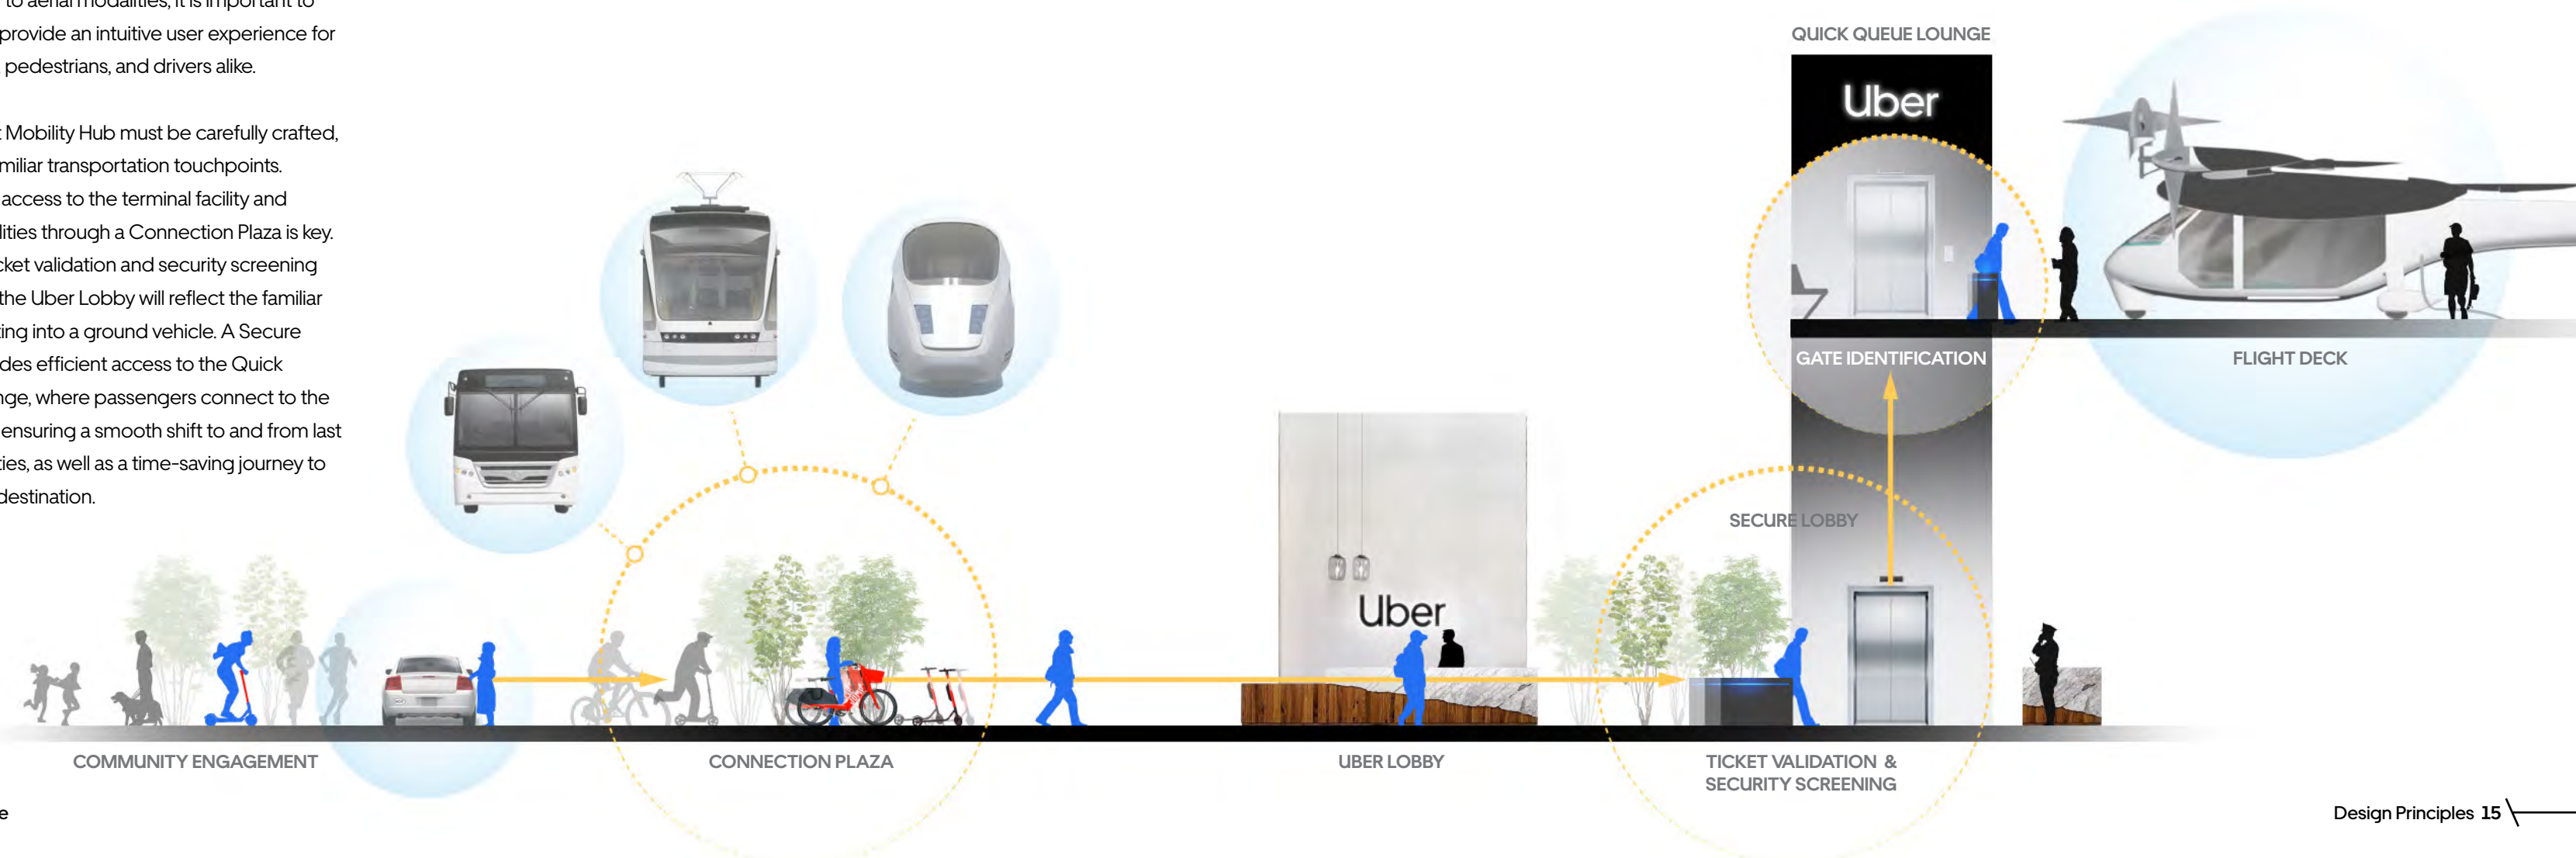 to aerial modalities, it is important to
provide an intuitive user experience for
pedestrians, and drivers alike.
Mobility Hub must be carefully crafted,
miliar transportation touchpoints.
access to the terminal facility and
lities through a Connection Plaza is key.
cket validation and security screening
the Uber Lobby will reflect the familiar
ting into a ground vehicle. A Secure
des efficient access to the Quick
nge, where passengers connect to the
ensuring a smooth shift to and from last
ties, as well as a time-saving journey to
destination.
QUICK QUEUE LOUNGE
Uber
GATE IDENTIFICATION
FLIGHT DECK
SECURE LOBBY
Uber
COMMUNITY ENGAGEMENT
CONNECTION PLAZA
UBER LOBBY
TICKET VALIDATION &
SECURITY SCREENING
e
Design Principles 15